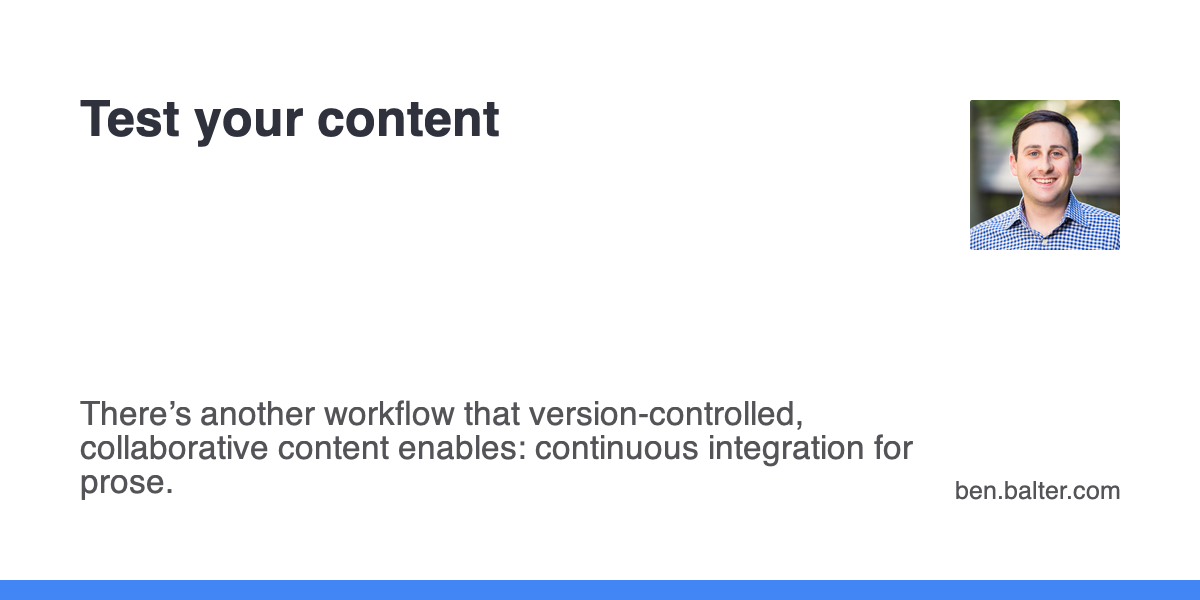 Test your content
There’s another workflow that version-controlled,
collaborative content enables: continuous integration for
prose.
ben.balter.com